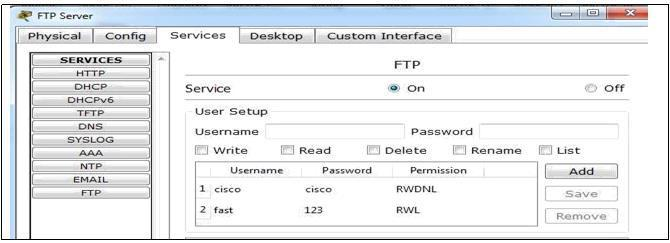 FTP Server
Physical Config Services Desktop Custom Interface
SERVICES
HTTP
DHCP
DHCPv6
TFTP
DNS
SYSLOG
AAA
NTP
EMAIL
FTP
FTP
Service On Off
User Setup
Username Password
Write Read Delete Rename List
Username Password Permission
1 cisco cisco RWDNL
2 fast 123 RWL
Add
Save
Remove